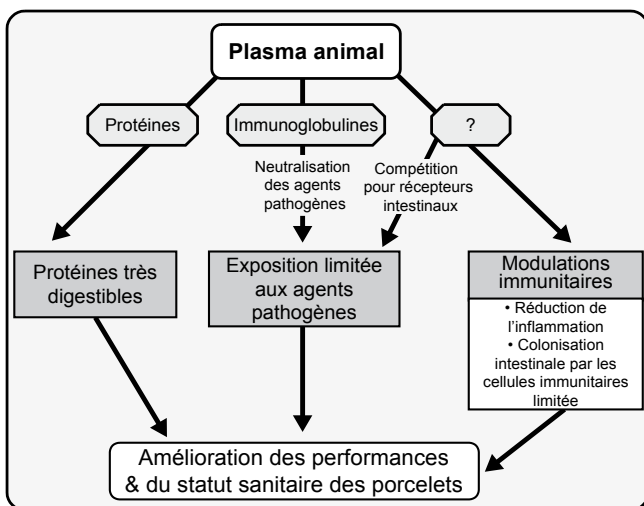 Plasma animal
Protéines
Immunoglobulines
?
Neutralisation
des agents
pathogènes
Compétition
pour récepteurs
intestinaux
Protéines très
digestibles
Exposition limitée
aux agents
pathogènes
Modulations
immunitaires
• Réduction de
l’inflammation
• Colonisation
intestinale par les
cellules immunitaires
limitée
Amélioration des performances
& du statut sanitaire des porcelets